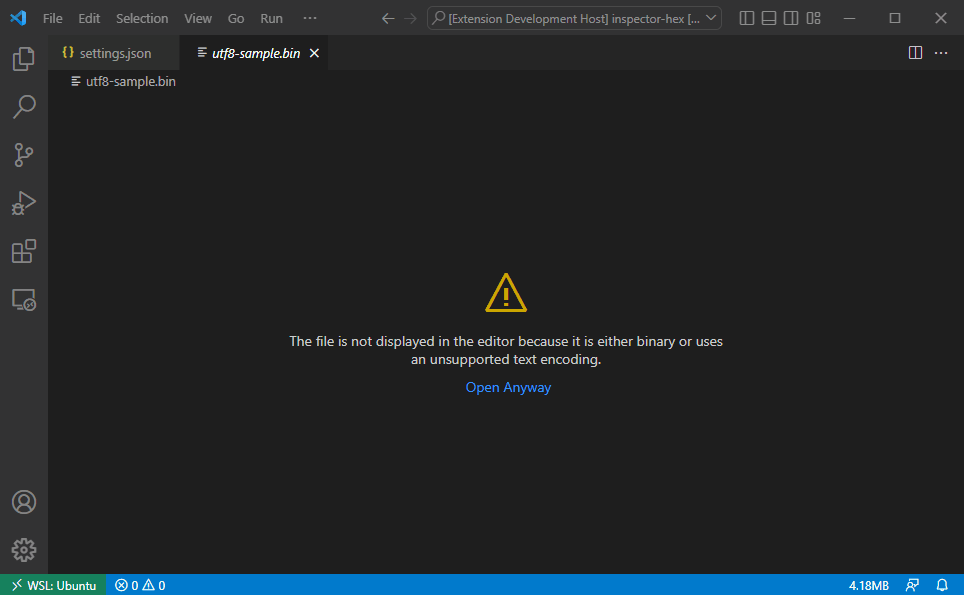 File Edit Selection View Go Run ···
[Extension Development Host] inspector-hex [...
{} settings.json
utf8-sample.bin
utf8-sample.bin
The file is not displayed in the editor because it is either binary or uses
an unsupported text encoding.
Open Anyway
WSL: Ubuntu 0 0 4.18MB